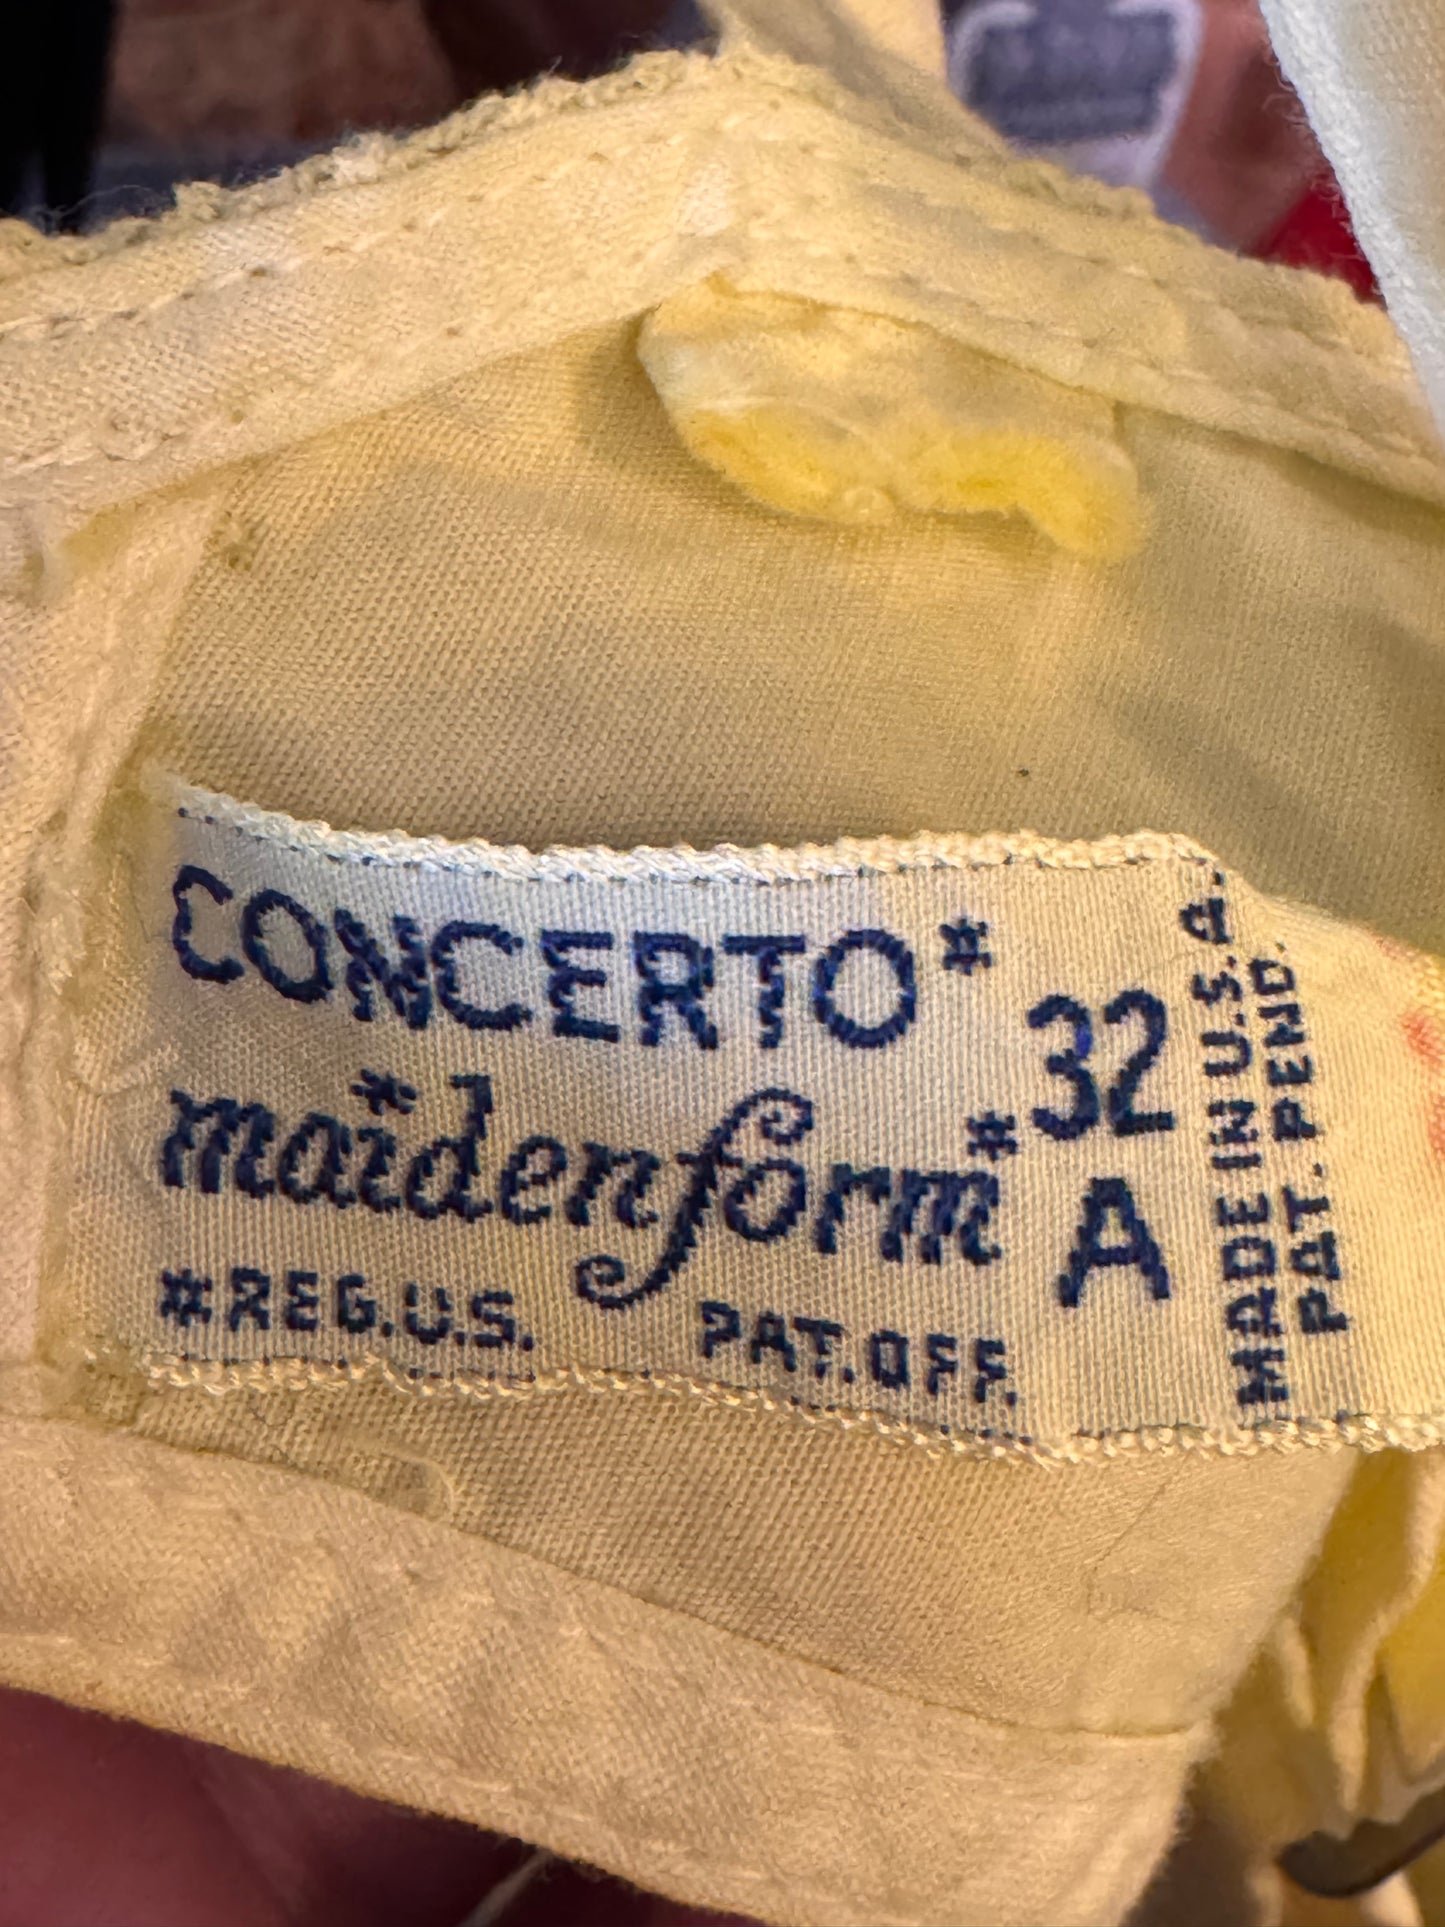 CONCERTO*
maidenform*
*REG.U.S. PAT.OFF.
32
A
MADE IN U.S.A.
PAT. PEND.